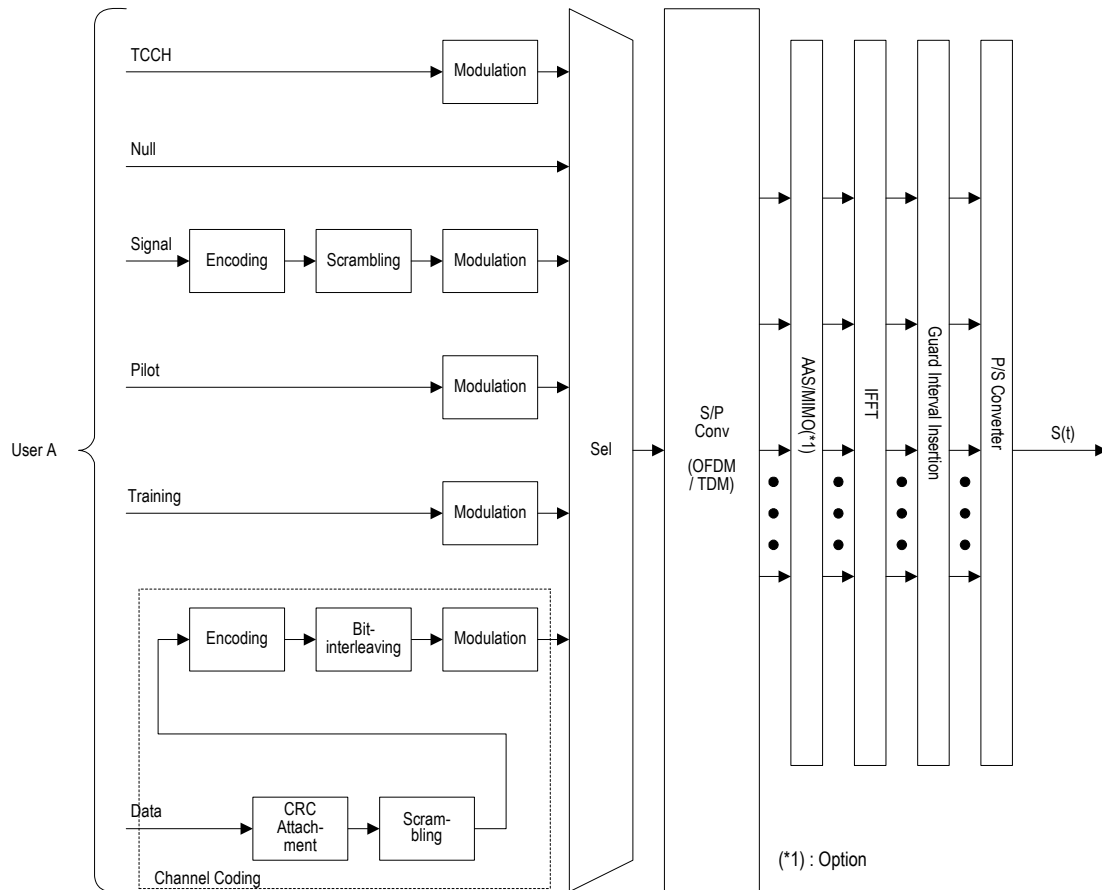 TCCH
Modulation
Null
Signal
Encoding
Scrambling
Modulation
Pilot
Modulation
User A
Training
Modulation
Encoding
Bit-
interleaving
Modulation
Data
CRC
Attach-
ment
Scram-
bling
Channel Coding
Sel
S/P
Conv
(OFDM
/ TDM)
AAS/MIMO(*1)
IFFT
Guard Interval Insertion
P/S Converter
S(t)
(*1) : Option